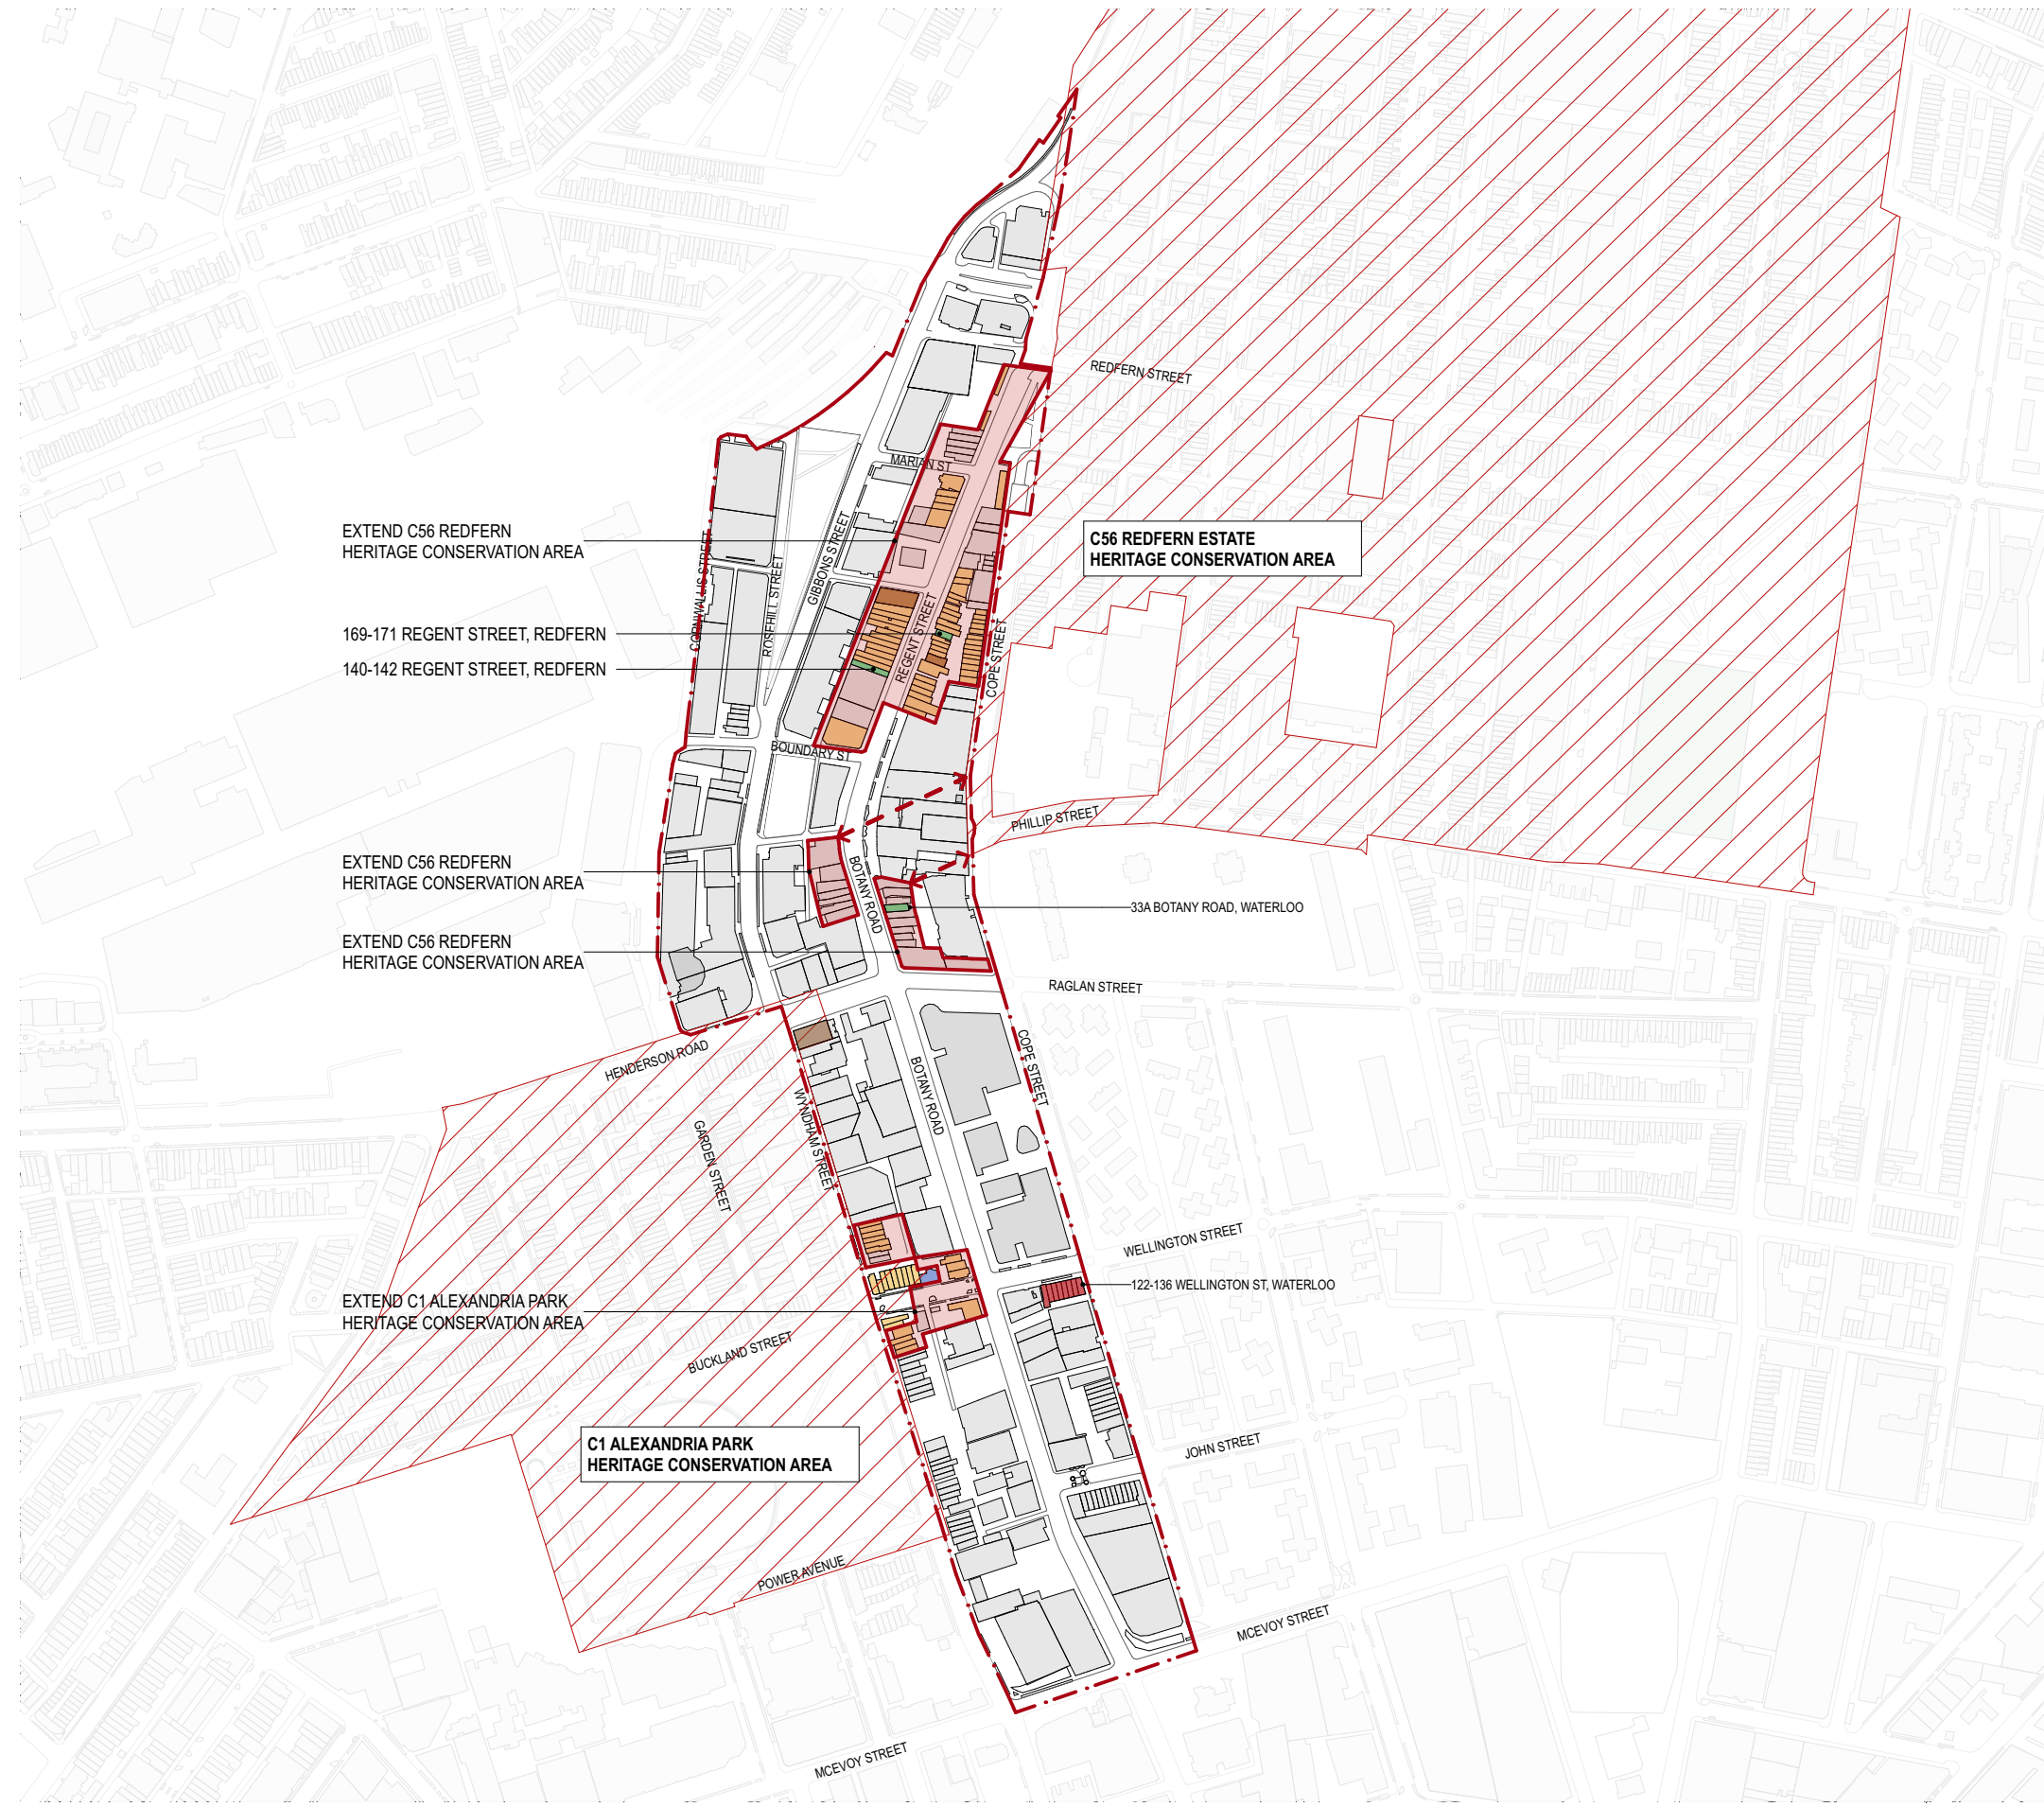 REDFERN STREET
MARIAN ST
EXTEND C56 REDFERN
HERITAGE CONSERVATION AREA
C56 REDFERN ESTATE
HERITAGE CONSERVATION AREA
CORNWALLIS STREET
ROSEHILL STREET
GIBBONS STREET
REGENT STREET
COPE STREET
169-171 REGENT STREET, REDFERN
140-142 REGENT STREET, REDFERN
BOUNDARY ST
PHILLIP STREET
EXTEND C56 REDFERN
HERITAGE CONSERVATION AREA
BOTANY ROAD
33A BOTANY ROAD, WATERLOO
EXTEND C56 REDFERN
HERITAGE CONSERVATION AREA
RAGLAN STREET
HENDERSON ROAD
COPE STREET
BOTANY ROAD
WYNDHAM STREET
GARDEN STREET
WELLINGTON STREET
122-136 WELLINGTON ST, WATERLOO
EXTEND C1 ALEXANDRIA PARK
HERITAGE CONSERVATION AREA
BUCKLAND STREET
C1 ALEXANDRIA PARK
HERITAGE CONSERVATION AREA
JOHN STREET
POWER AVENUE
MCEVOY STREET
MCEVOY STREET